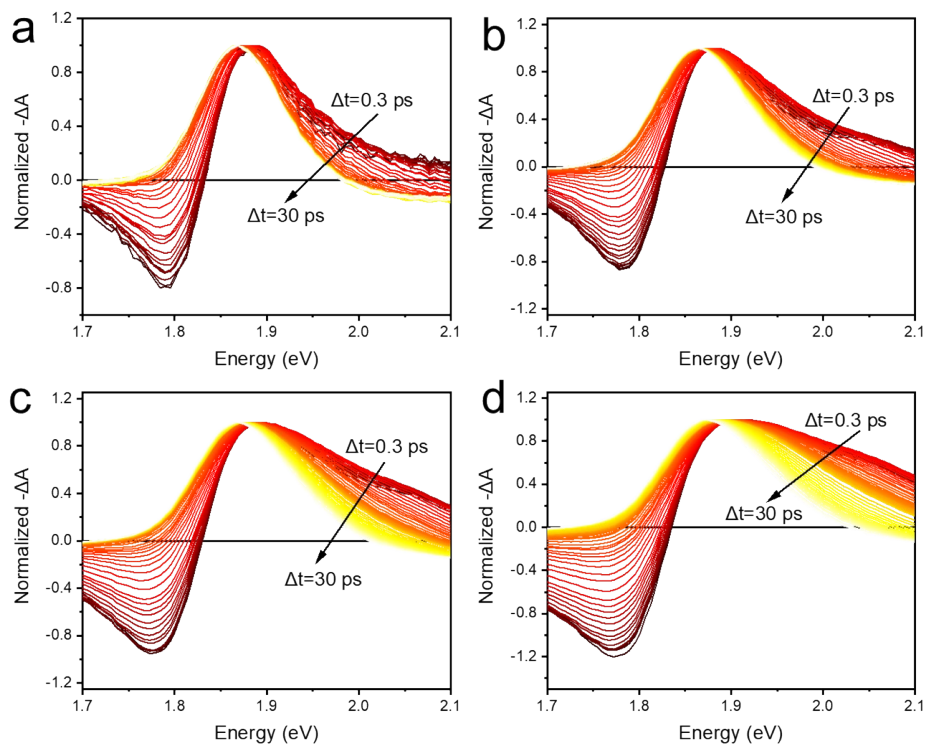 a
Normalized -ΔA
1.2
0.8
0.4
0.0
-0.4
-0.8
Δt=0.3 ps
Δt=30 ps
1.7 1.8 1.9 2.0 2.1
Energy (eV)
b
Normalized -ΔA
1.2
0.8
0.4
0.0
-0.4
-0.8
-1.2
Δt=0.3 ps
Δt=30 ps
1.7 1.8 1.9 2.0 2.1
Energy (eV)
c
Normalized -ΔA
1.2
0.8
0.4
0.0
-0.4
-0.8
-1.2
Δt=0.3 ps
Δt=30 ps
1.7 1.8 1.9 2.0 2.1
Energy (eV)
d
Normalized -ΔA
1.2
0.8
0.4
0.0
-0.4
-0.8
-1.2
Δt=0.3 ps
Δt=30 ps
1.7 1.8 1.9 2.0 2.1
Energy (eV)